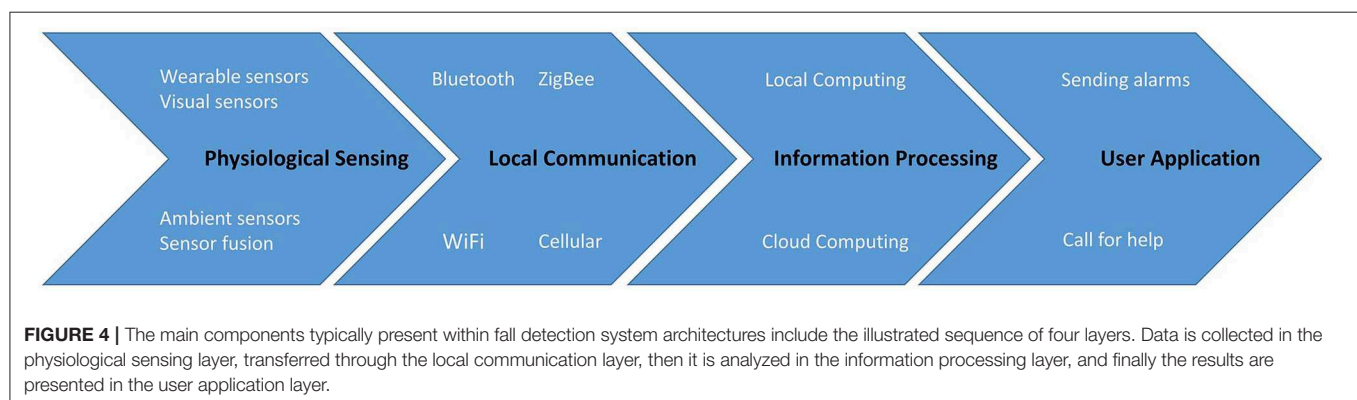 Wearable sensors
Visual sensors
Physiological Sensing
Ambient sensors
Sensor fusion
Bluetooth ZigBee
Local Communication
WiFi Cellular
Local Computing
Information Processing
Cloud Computing
Sending alarms
User Application
Call for help
FIGURE 4 | The main components typically present within fall detection system architectures include the illustrated sequence of four layers. Data is collected in the
physiological sensing layer, transferred through the local communication layer, then it is analyzed in the information processing layer, and finally the results are
presented in the user application layer.